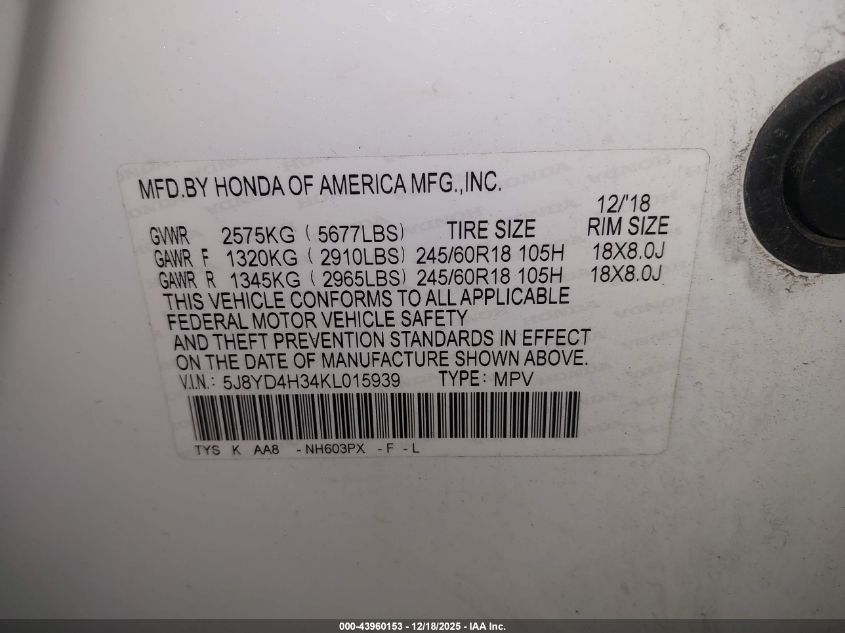 MFD.BY HONDA OF AMERICA MFG.,INC.
12/'18
GVWR 2575KG (5677LBS) TIRE SIZE RIM SIZE
GAWR F 1320KG (2910LBS) 245/60R18 105H 18X8.0J
GAWR R 1345KG (2965LBS) 245/60R18 105H 18X8.0J
THIS VEHICLE CONFORMS TO ALL APPLICABLE
FEDERAL MOTOR VEHICLE SAFETY
AND THEFT PREVENTION STANDARDS IN EFFECT
ON THE DATE OF MANUFACTURE SHOWN ABOVE.
V.I.N.: 5J8YD4H34KL015939 TYPE: MPV
TYS K AA8 -NH603PX -F-L
000-43960153 — 12/18/2025 — IAA Inc.